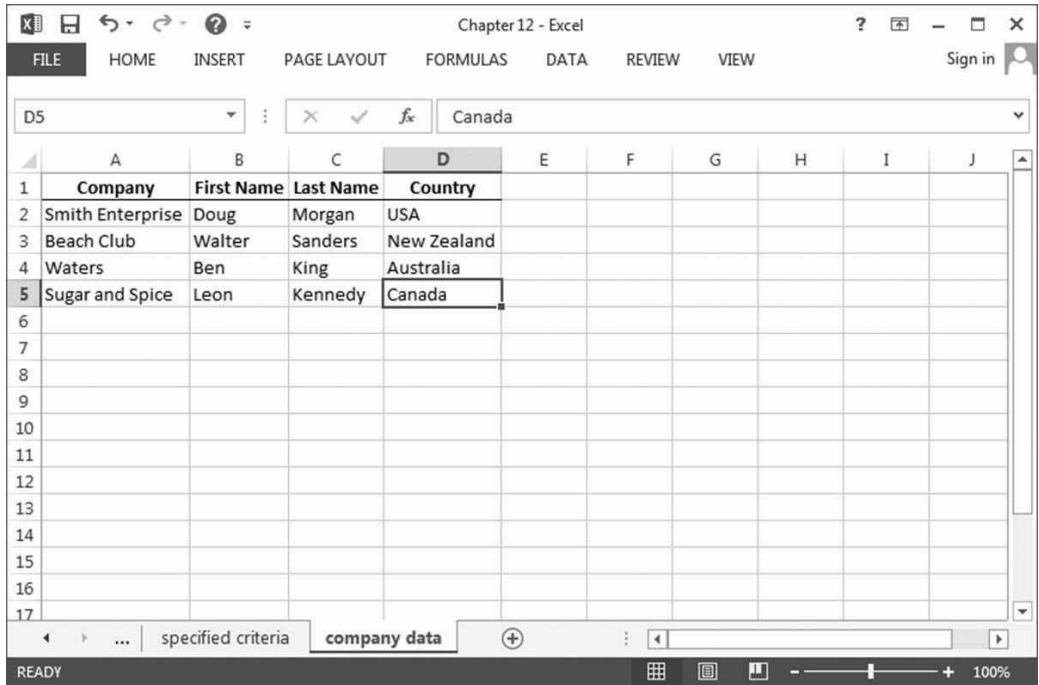 Chapter 12 - Excel
?
FILE HOME INSERT PAGE LAYOUT FORMULAS DATA REVIEW VIEW Sign in
D5 fx Canada
A B C D E F G H I J
1 Company First Name Last Name Country
2 Smith Enterprise Doug Morgan USA
3 Beach Club Walter Sanders New Zealand
4 Waters Ben King Australia
5 Sugar and Spice Leon Kennedy Canada
6
7
8
9
10
11
12
13
14
15
16
17
... specified criteria company data
READY 100%